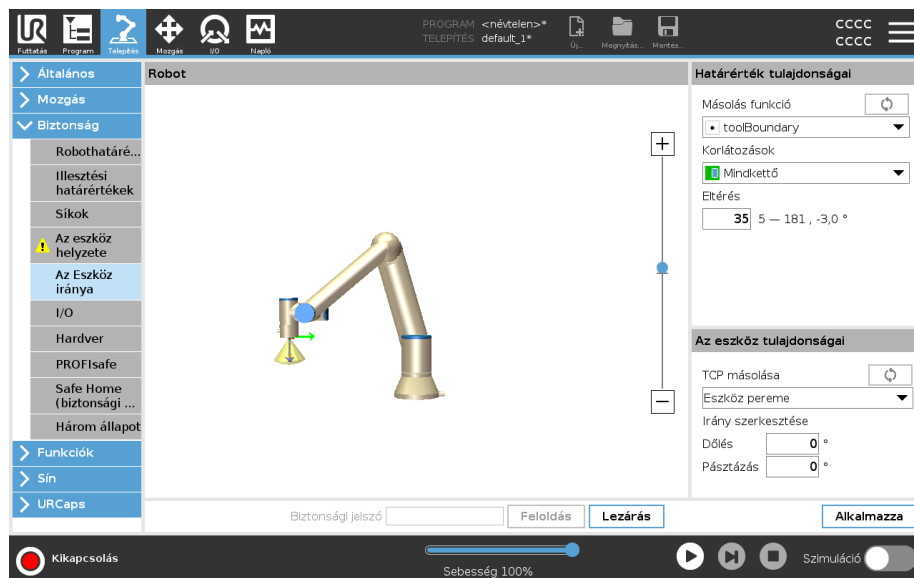 PROGRAM <névtelen>*
TELEPÍTÉS default_1*
CCCC
CCCC
Futtatás Program Telepítés Mozgás I/O Napló Új... Megnyitás... Mentés...
Általános
Mozgás
Biztonság
Robothatáré...
Illesztési
határértékek
Síkok
Az eszköz
helyzete
Az Eszköz
iránya
I/O
Hardver
PROFIsafe
Safe Home
(biztonsági ...
Három állapot
Funkciók
Sín
URCaps
Robot
Határérték tulajdonságai
Másolás funkció
toolBoundary
Korlátozások
Mindkettő
Eltérés
35 5 — 181 , -3,0 °
Az eszköz tulajdonságai
TCP másolása
Eszköz pereme
Irány szerkesztése
Dőlés 0 °
Pásztázás 0 °
Biztonsági jelszó Feloldás Lezárás Alkalmazza
Kikapcsolás
Sebesség 100%
Szimuláció